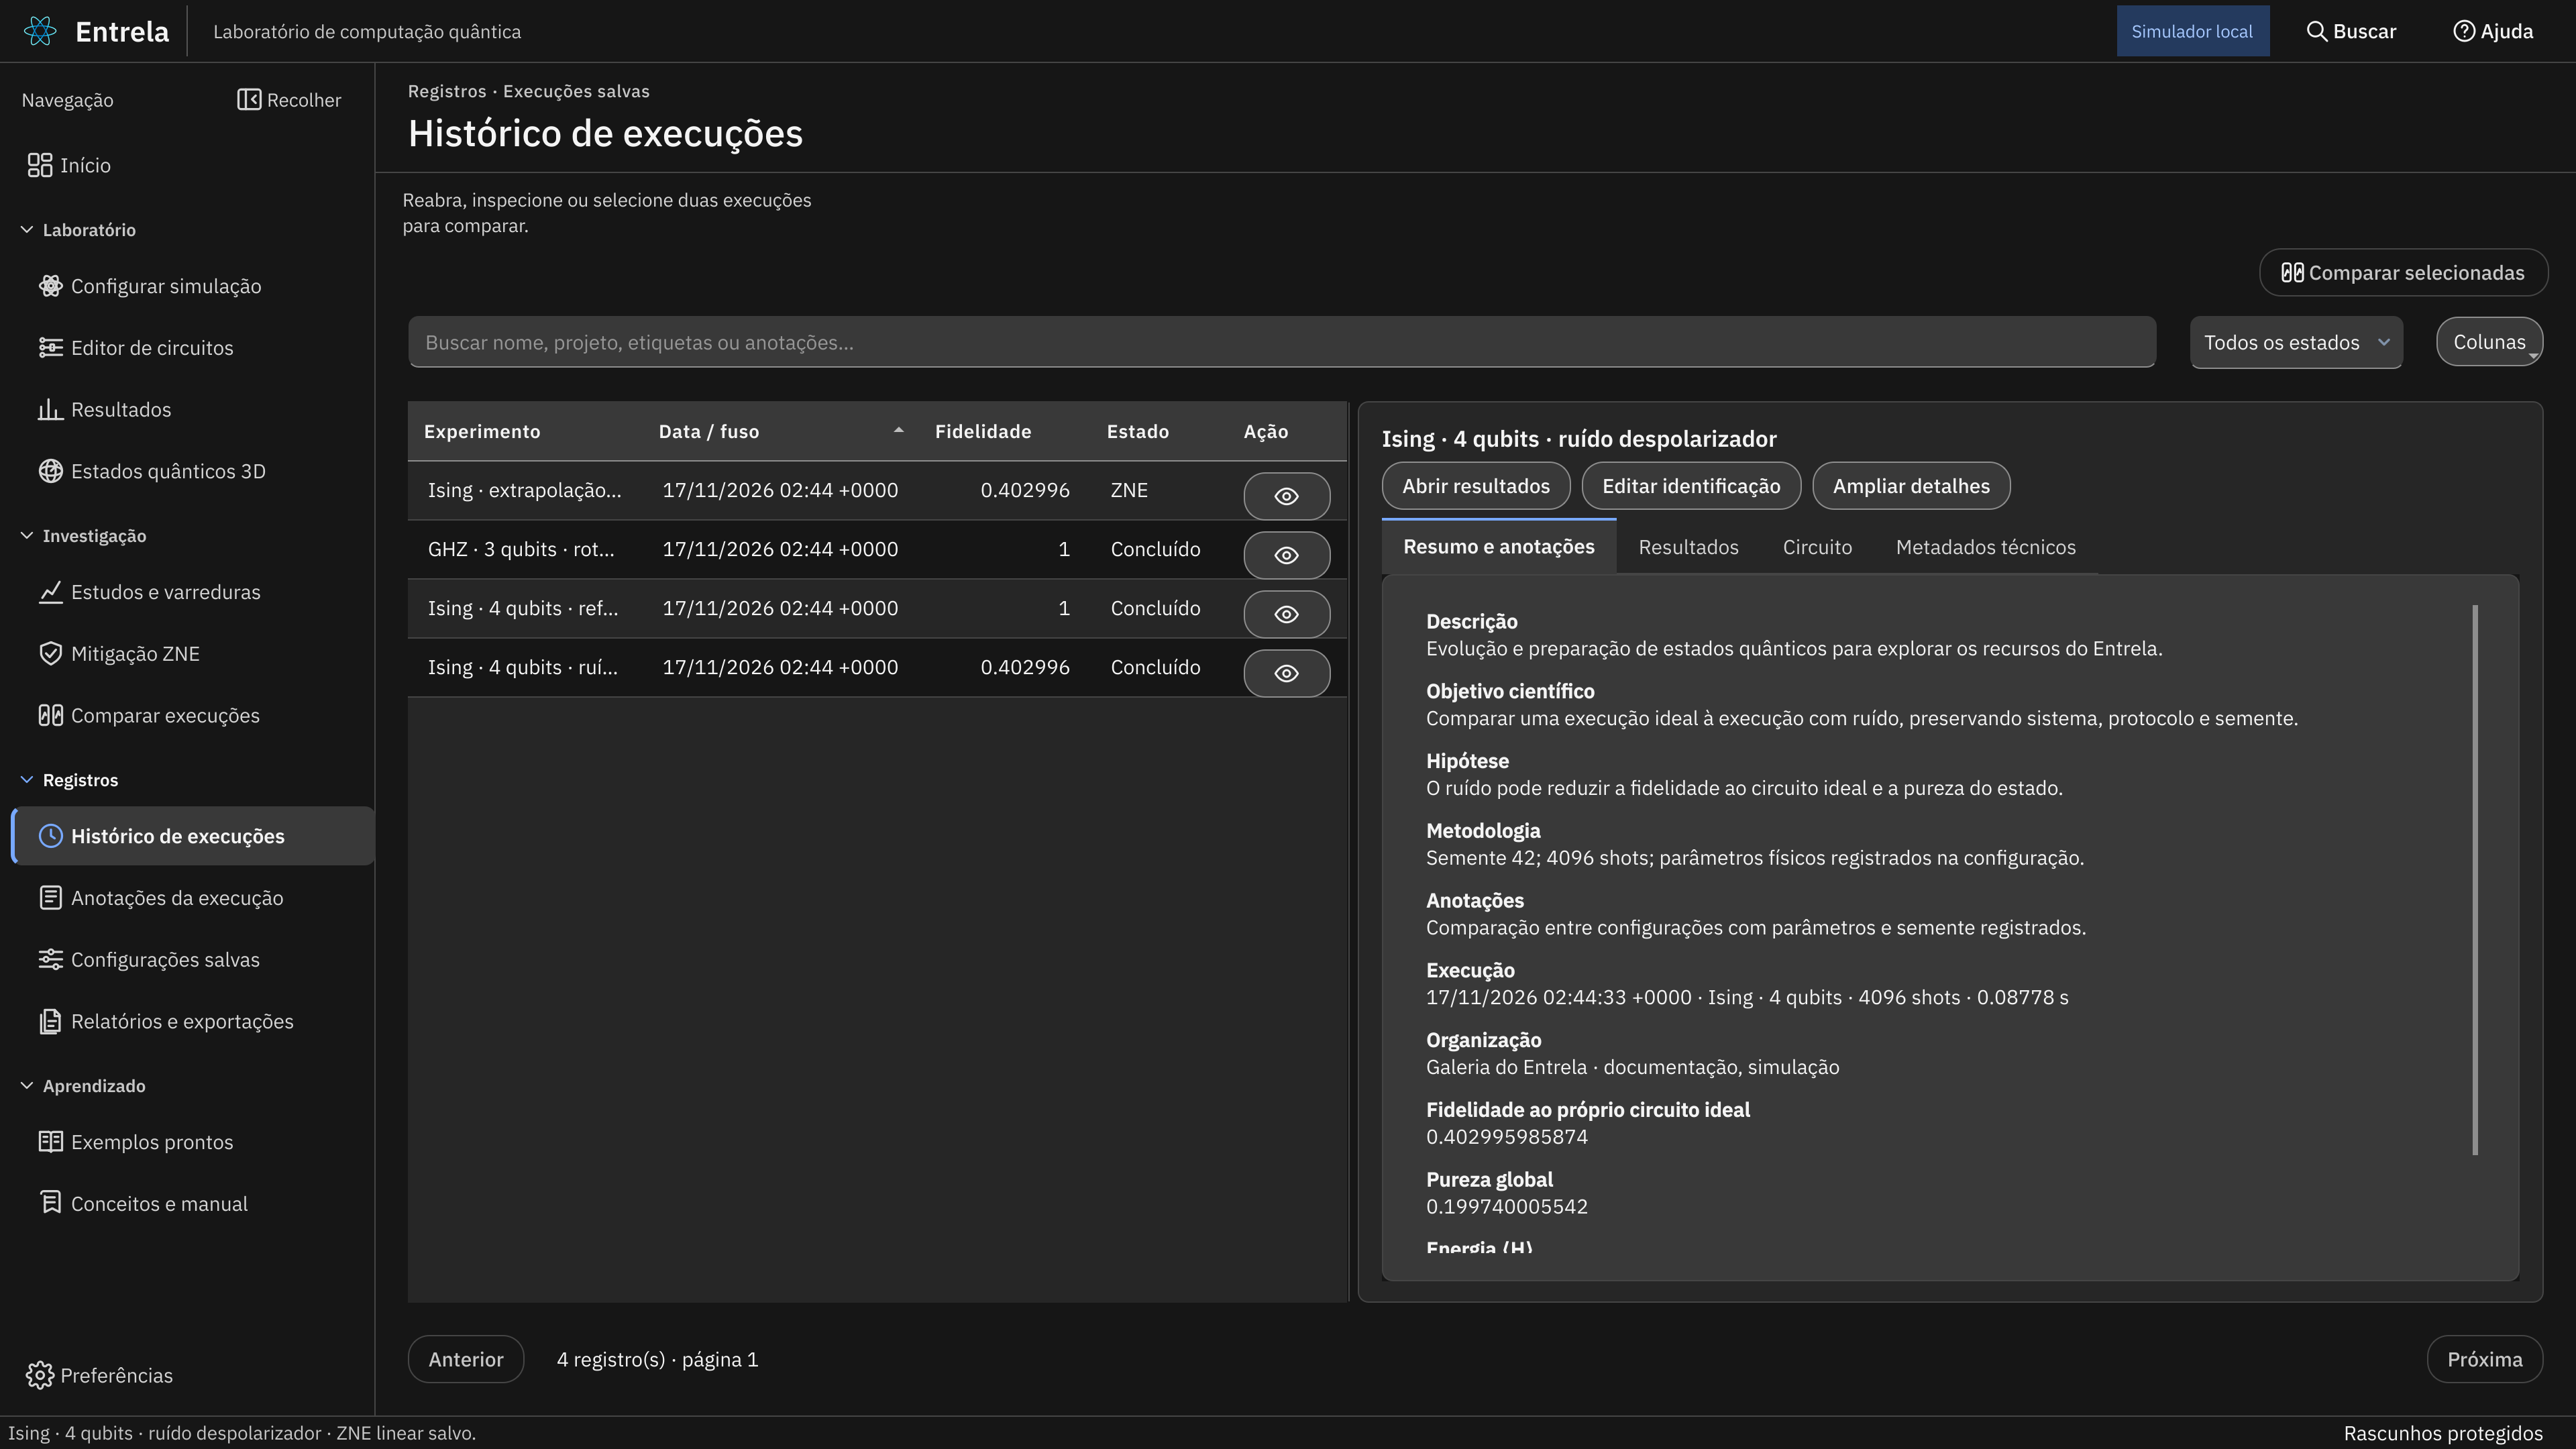 Entrela
Laboratório de computação quântica
Simulador local
Buscar
Ajuda
Navegação
Recolher
Início
Laboratório
Configurar simulação
Editor de circuitos
Resultados
Estados quânticos 3D
Investigação
Estudos e varreduras
Mitigação ZNE
Comparar execuções
Registros
Histórico de execuções
Anotações da execução
Configurações salvas
Relatórios e exportações
Aprendizado
Exemplos prontos
Conceitos e manual
Preferências
Registros · Execuções salvas
Histórico de execuções
Reabra, inspecione ou selecione duas execuções
para comparar.
Comparar selecionadas
Buscar nome, projeto, etiquetas ou anotações...
Todos os estados
Colunas
Experimento Data / fuso Fidelidade Estado Ação
Ising · extrapolação... 17/11/2026 02:44 +0000 0.402996 ZNE
GHZ · 3 qubits · rot... 17/11/2026 02:44 +0000 1 Concluído
Ising · 4 qubits · ref... 17/11/2026 02:44 +0000 1 Concluído
Ising · 4 qubits · ruí... 17/11/2026 02:44 +0000 0.402996 Concluído
Ising · 4 qubits · ruído despolarizador
Abrir resultados
Editar identificação
Ampliar detalhes
Resumo e anotações
Resultados
Circuito
Metadados técnicos
Descrição
Evolução e preparação de estados quânticos para explorar os recursos do Entrela.
Objetivo científico
Comparar uma execução ideal à execução com ruído, preservando sistema, protocolo e semente.
Hipótese
O ruído pode reduzir a fidelidade ao circuito ideal e a pureza do estado.
Metodologia
Semente 42; 4096 shots; parâmetros físicos registrados na configuração.
Anotações
Comparação entre configurações com parâmetros e semente registrados.
Execução
17/11/2026 02:44:33 +0000 · Ising · 4 qubits · 4096 shots · 0.08778 s
Organização
Galeria do Entrela · documentação, simulação
Fidelidade ao próprio circuito ideal
0.402995985874
Pureza global
0.199740005542
Energia ⟨H⟩
Anterior
4 registro(s) · página 1
Próxima
Ising · 4 qubits · ruído despolarizador · ZNE linear salvo.
Rascunhos protegidos